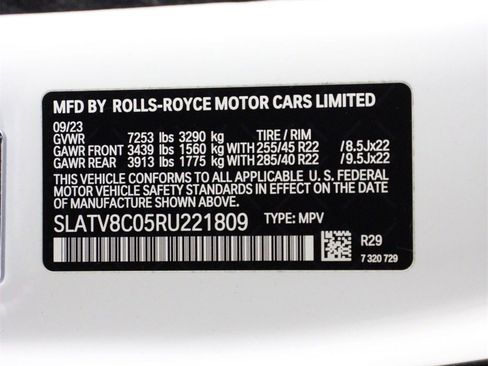 MFD BY ROLLS-ROYCE MOTOR CARS LIMITED
09/23
GVWR 7253 lbs 3290 kg TIRE / RIM
GAWR FRONT 3439 lbs 1560 kg WITH 255/45 R22 /8.5Jx22
GAWR REAR 3913 lbs 1775 kg WITH 285/40 R22 /9.5Jx22
THIS VEHICLE CONFORMS TO ALL APPLICABLE U. S. FEDERAL
MOTOR VEHICLE SAFETY STANDARDS IN EFFECT ON THE DATE
OF MANUFACTURE SHOWN ABOVE.
SLATV8C05RU221809 TYPE: MPV
R29
7 320 729